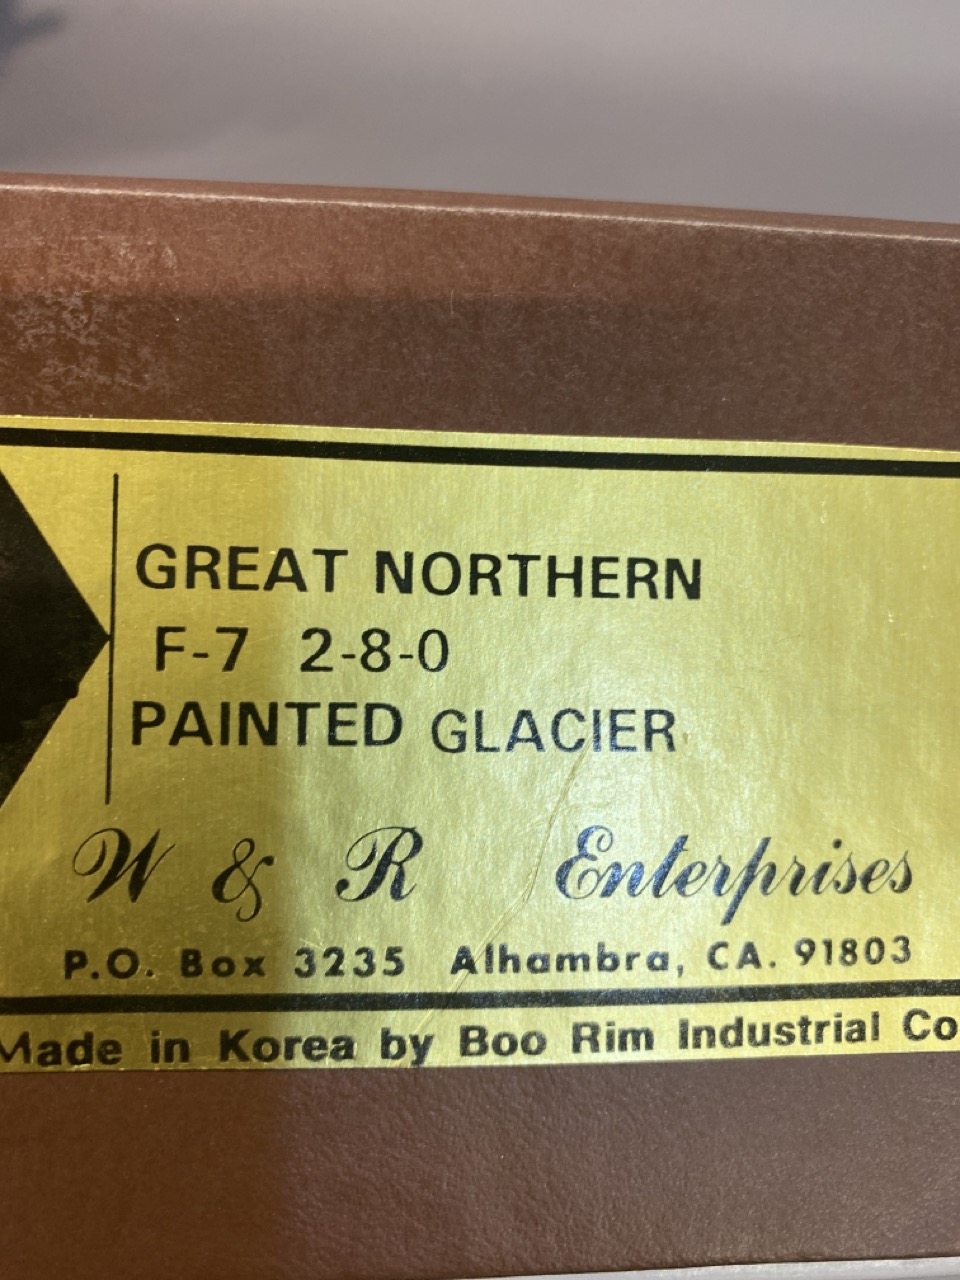 GREAT NORTHERN
F-7 2-8-0
PAINTED GLACIER
W & R Enterprises
P.O. Box 3235 Alhambra, CA. 91803
Made in Korea by Boo Rim Industrial Co